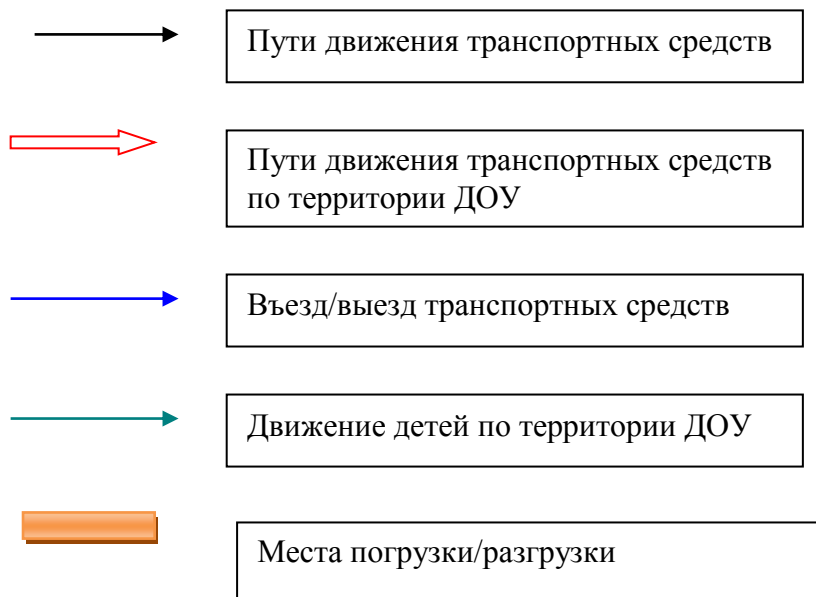 Пути движения транспортных средств
Пути движения транспортных средств
по территории ДОУ
Въезд/выезд транспортных средств
Движение детей по территории ДОУ
Места погрузки/разгрузки